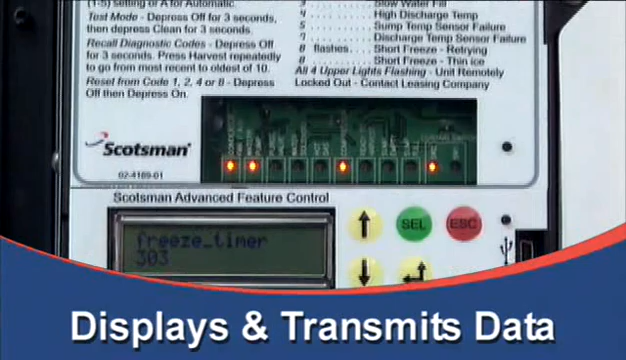 (1-5) setting or A for Automatic.
Test Mode - Depress Off for 3 seconds,
then depress Clean for 3 seconds.
Recall Diagnostic Codes - Depress Off
for 3 seconds. Press Harvest repeatedly
to go from most recent to oldest of 10.
Reset from Code 1, 2, 4 or 8 - Depress
Off then Depress On.
3 Slow Water Fill
4 High Discharge Temp
5 Sump Temp Sensor Failure
7 Discharge Temp Sensor Failure
8 flashes Short Freeze - Retrying
8 Short Freeze - Thin ice
All 4 Upper Lights Flashing - Unit Remotely
Locked Out - Contact Leasing Company
Scotsman
02-4189-01
Scotsman Advanced Feature Control
freeze_timer
303
SEL
ESC
Displays & Transmits Data